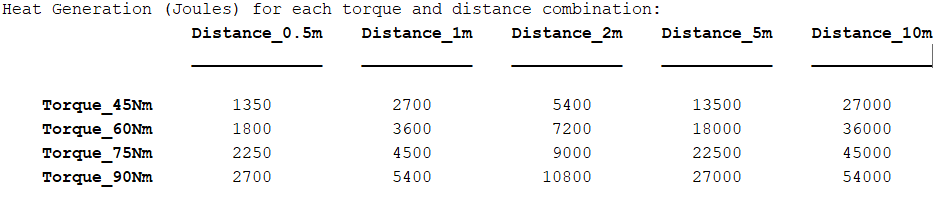 Heat Generation (Joules) for each torque and distance combination:
Distance_0.5m Distance_1m Distance_2m Distance_5m Distance_10m
Torque_45Nm 1350 2700 5400 13500 27000
Torque_60Nm 1800 3600 7200 18000 36000
Torque_75Nm 2250 4500 9000 22500 45000
Torque_90Nm 2700 5400 10800 27000 54000